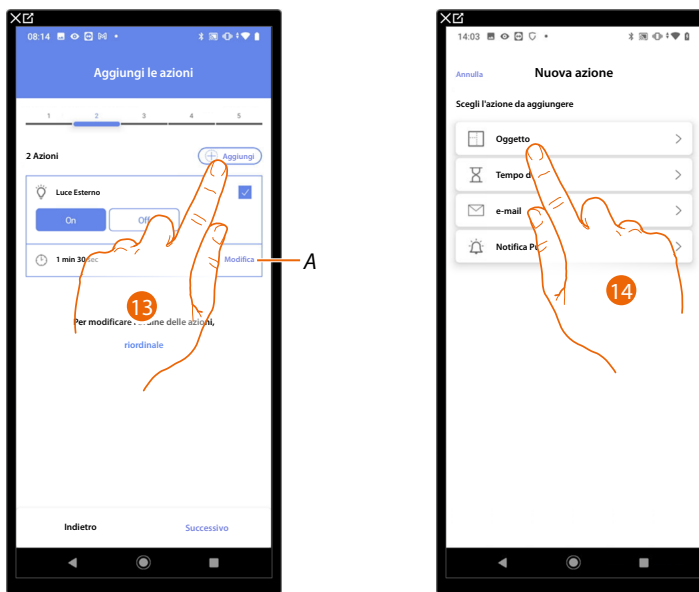 08:14
Aggiungi le azioni
1 2 3 4 5
2 Azioni
Aggiungi
Luce Esterno
On
Off
1 min 30 sec
Modifica
A
13
Per modificare l'ordine delle azioni,
riordinale
Indietro
Successivo
14:03
Annulla
Nuova azione
Scegli l'azione da aggiungere
Oggetto
Tempo
e-mail
Notifica
14